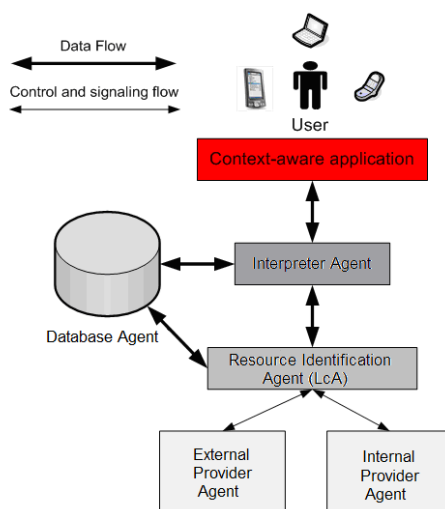 Data Flow
Control and signaling flow
User
Context-aware application
Interpreter Agent
Database Agent
Resource Identification
Agent (LcA)
External
Provider
Agent
Internal
Provider
Agent